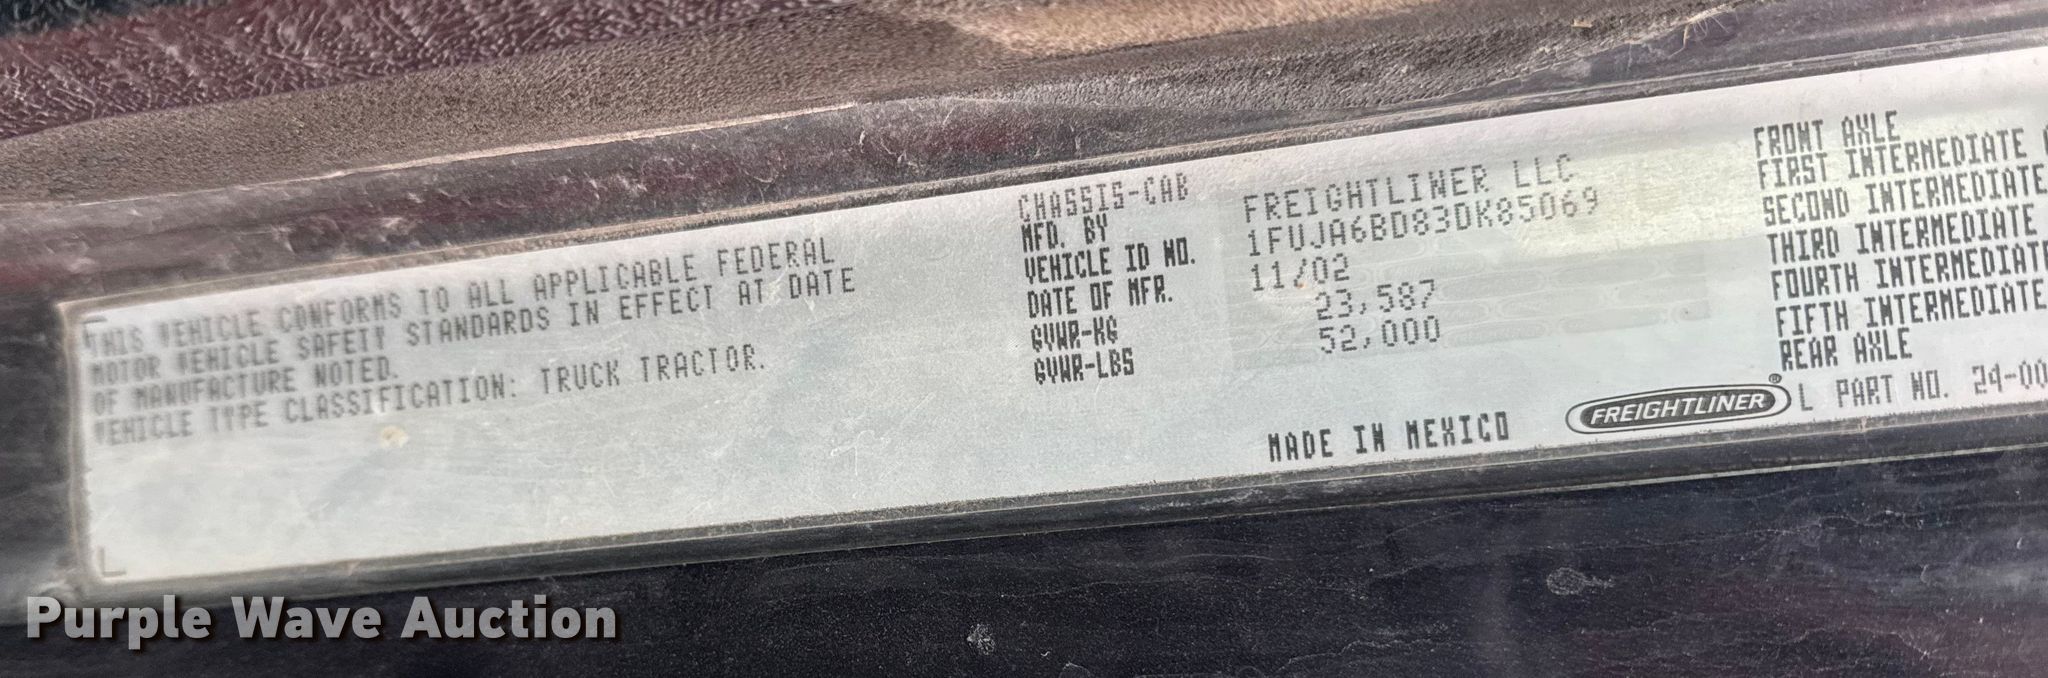 THIS VEHICLE CONFORMS TO ALL APPLICABLE FEDERAL
MOTOR VEHICLE SAFETY STANDARDS IN EFFECT AT DATE
OF MANUFACTURE NOTED.
VEHICLE TYPE CLASSIFICATION: TRUCK TRACTOR.
CHASSIS-CAB
MFD. BY FREIGHTLINER LLC
VEHICLE ID NO. 1FUJA6BD83DK85069
DATE OF MFR. 11/02
GVWR-KG 23,587
GVWR-LBS 52,000
MADE IN MEXICO
FREIGHTLINER®
FRONT AXLE
FIRST INTERMEDIATE
SECOND INTERMEDIATE
THIRD INTERMEDIATE
FOURTH INTERMEDIATE
FIFTH INTERMEDIATE
REAR AXLE
L PART NO. 24-00
Purple Wave Auction